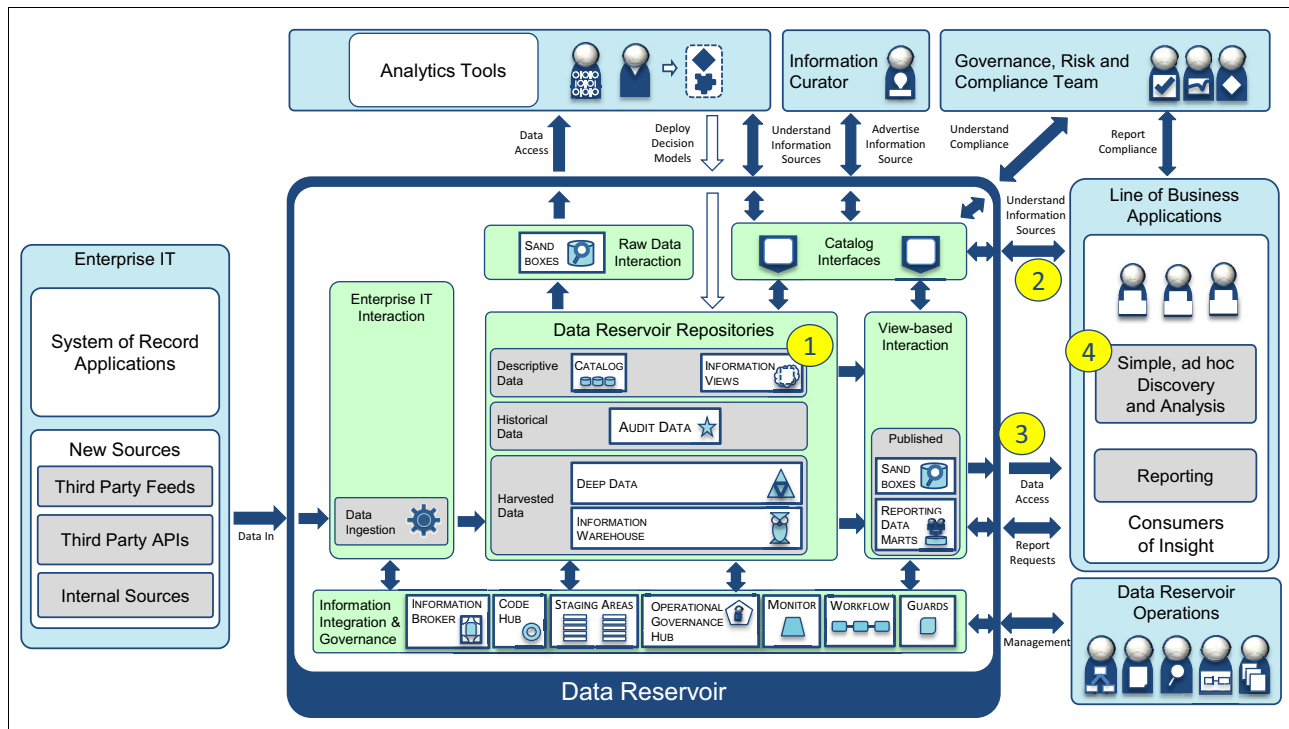 Analytics Tools
Information
Curator
Governance, Risk and
Compliance Team
Data
Access
Deploy
Decision
Models
Understand
Information
Sources
Advertise
Information
Source
Understand
Compliance
Report
Compliance
Enterprise IT
System of Record
Applications
New Sources
Third Party Feeds
Third Party APIs
Internal Sources
Data In
Enterprise IT
Interaction
Data
Ingestion
SAND
BOXES
Raw Data
Interaction
Catalog
Interfaces
Data Reservoir Repositories
1
Descriptive
Data
CATALOG
INFORMATION
VIEWS
Historical
Data
AUDIT DATA
Harvested
Data
DEEP DATA
INFORMATION
WAREHOUSE
View-based
Interaction
Published
SAND
BOXES
REPORTING
DATA
MARTS
Information
Integration &
Governance
INFORMATION
BROKER
CODE
HUB
STAGING AREAS
OPERATIONAL
GOVERNANCE
HUB
MONITOR
WORKFLOW
GUARDS
Data Reservoir
Understand
Information
Sources
2
3
Data
Access
Report
Requests
Management
Line of Business
Applications
4
Simple, ad hoc
Discovery
and Analysis
Reporting
Consumers
of Insight
Data Reservoir
Operations